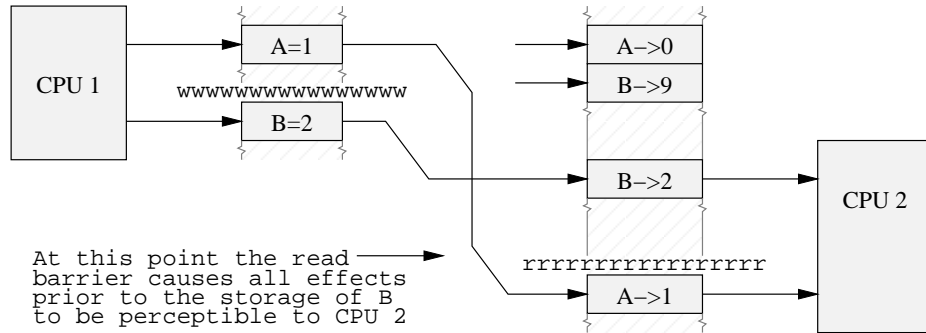 CPU 1
A=1
wwwwwwwwwwwwwwww
B=2
A->0
B->9
B->2
CPU 2
At this point the read
barrier causes all effects
prior to the storage of B
to be perceptible to CPU 2
rrrrrrrrrrrrrrrrr
A->1